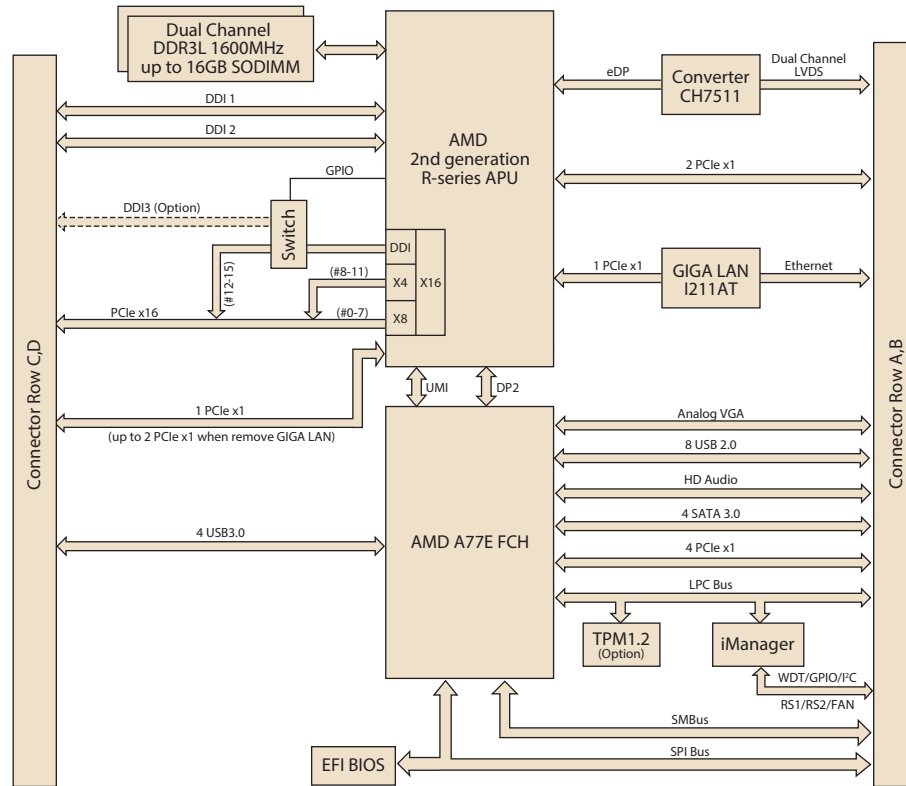 Dual Channel
DDR3L 1600MHz
up to 16GB SODIMM
Connector Row C,D
DDI 1
DDI 2
GPIO
DDI3 (Option)
Switch
(#12-15)
(#8-11)
PCIe x16
(#0-7)
DDI
X4
X8
X16
AMD
2nd generation
R-series APU
eDP
Converter
CH7511
Dual Channel
LVDS
2 PCIe x1
1 PCIe x1
GIGA LAN
I211AT
Ethernet
Connector Row A,B
UMI
DP2
1 PCIe x1
(up to 2 PCIe x1 when remove GIGA LAN)
4 USB3.0
AMD A77E FCH
Analog VGA
8 USB 2.0
HD Audio
4 SATA 3.0
4 PCIe x1
LPC Bus
TPM1.2
(Option)
iManager
WDT/GPIO/I²C
RS1/RS2/FAN
SMBus
SPI Bus
EFI BIOS